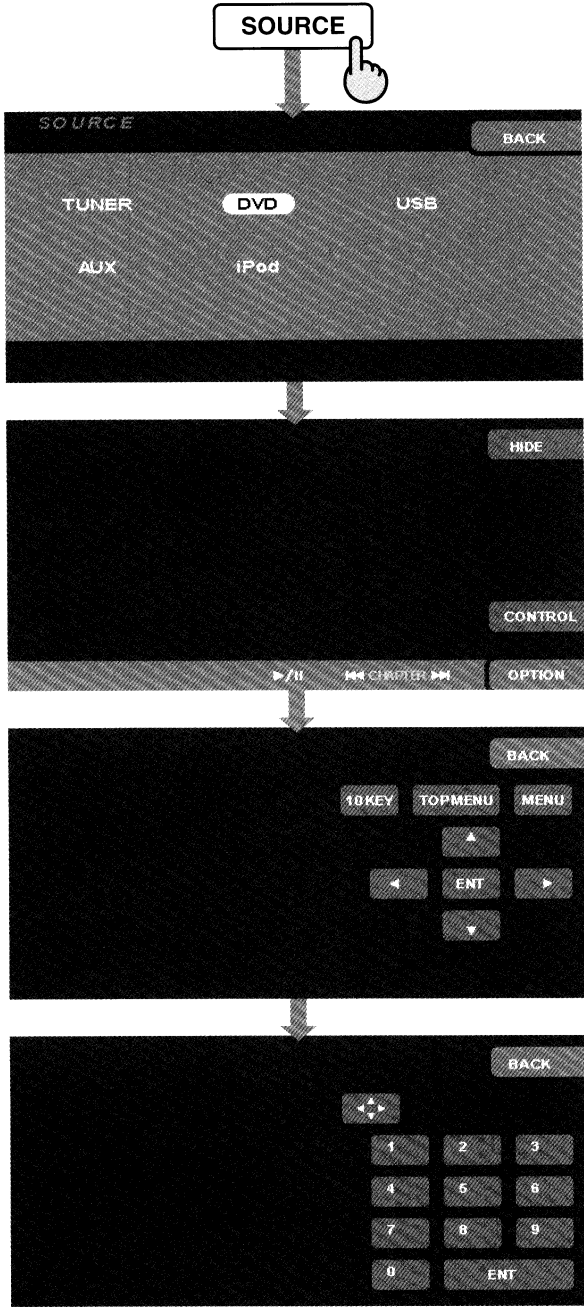 SOURCE
SOURCE
BACK
TUNER DVD USB
AUX iPod
HIDE
CONTROL
▶/II ⏮ CHAPTER ⏭ OPTION
BACK
10KEY TOPMENU MENU
ENT
BACK
1 2 3
4 5 6
7 8 9
0 ENT